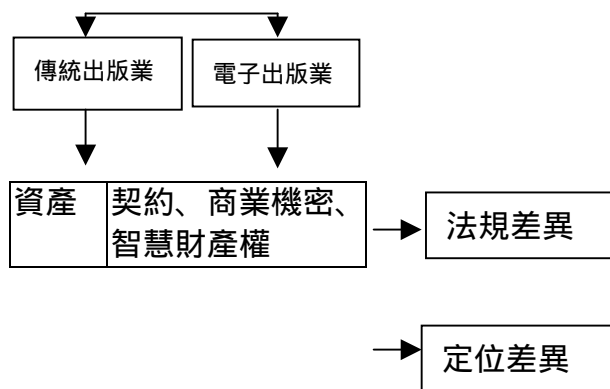 傳統出版業
電子出版業
資產
契約、商業機密、
智慧財產權
法規差異
定位差異